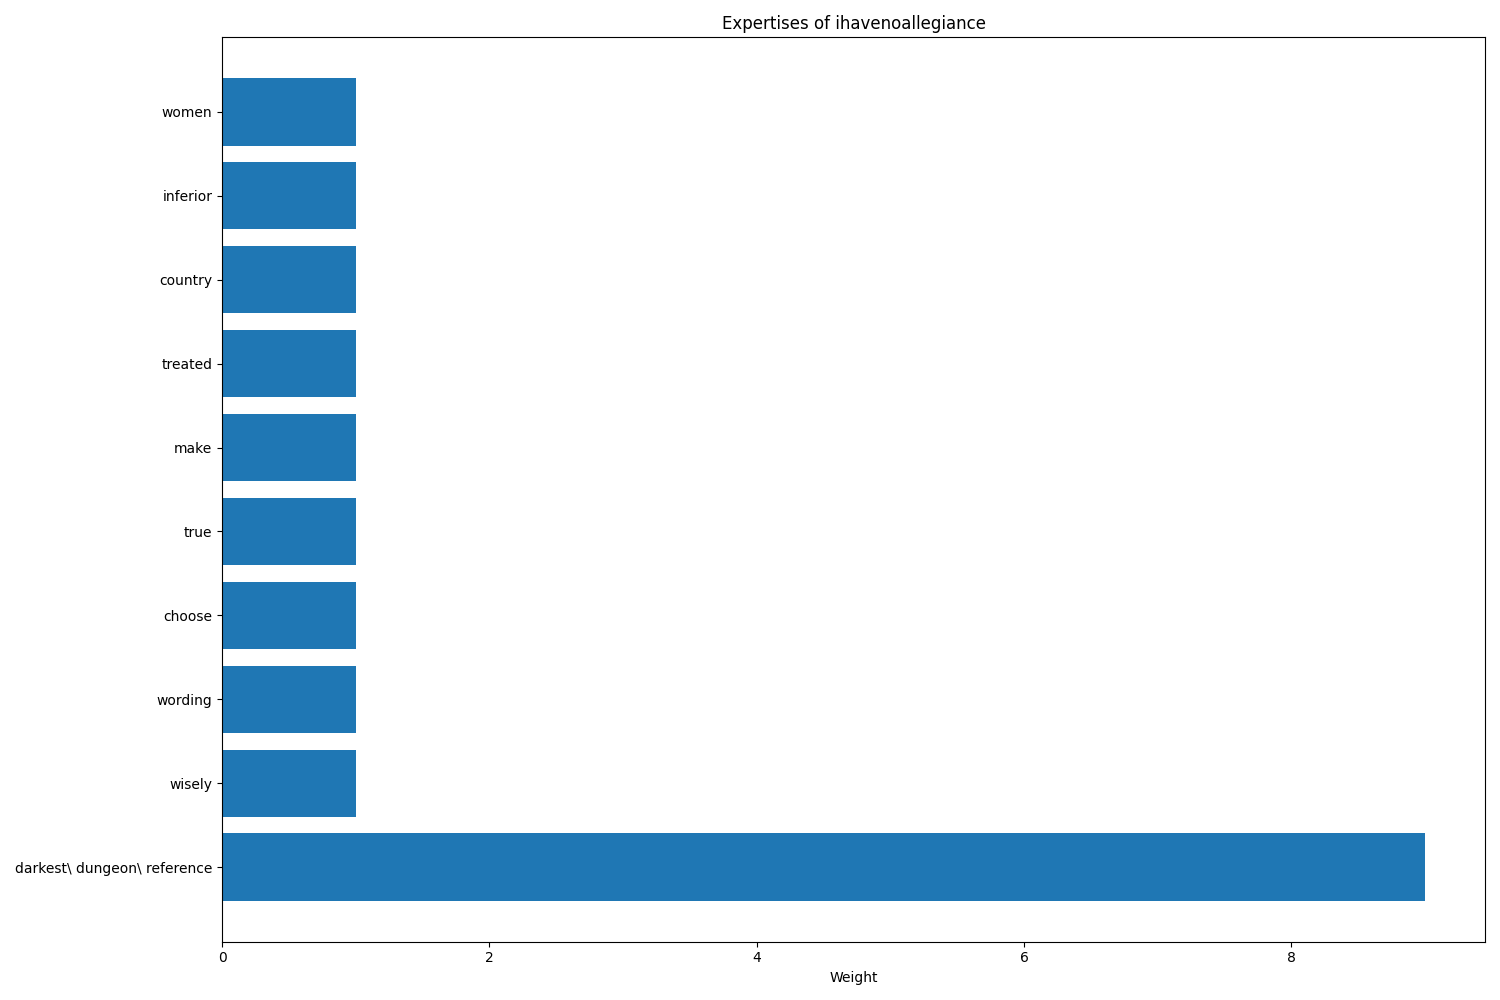 Expertises of ihavenoallegiance
women
inferior
country
treated
make
true
choose
wording
wisely
darkest\ dungeon\ reference
0 2 4 6 8
Weight